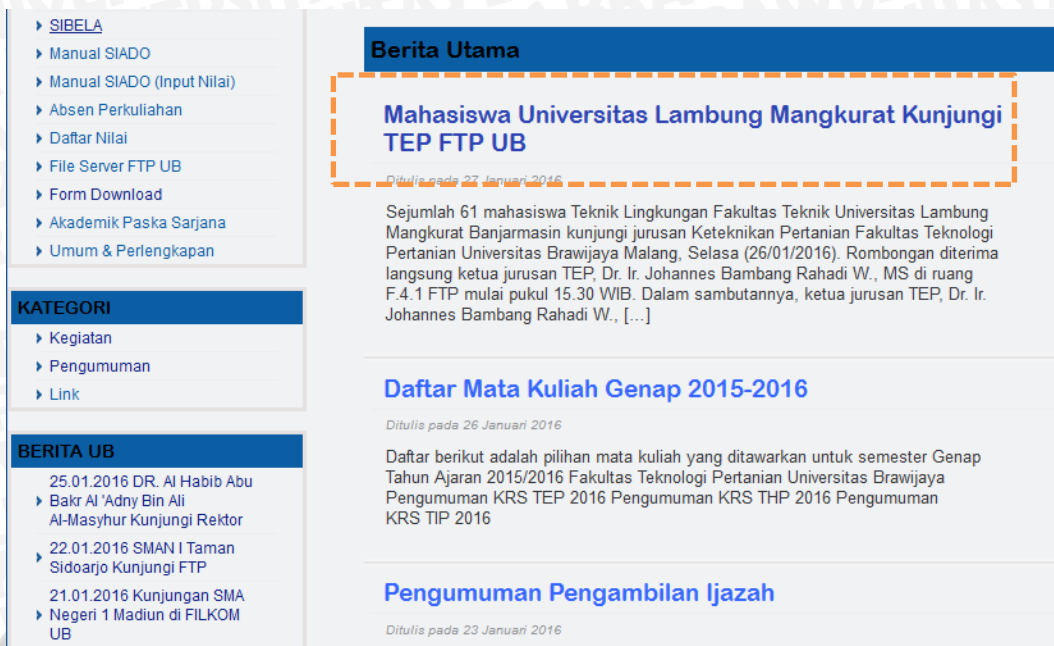 SIBELA
Manual SIADO
Manual SIADO (Input Nilai)
Absen Perkuliahan
Daftar Nilai
File Server FTP UB
Form Download
Akademik Paska Sarjana
Umum & Perlengkapan
KATEGORI
Kegiatan
Pengumuman
Link
BERITA UB
25.01.2016 DR. Al Habib Abu
Bakr Al 'Adny Bin Ali
Al-Masyhur Kunjungi Rektor
22.01.2016 SMAN I Taman
Sidoarjo Kunjungi FTP
21.01.2016 Kunjungan SMA
Negeri 1 Madiun di FILKOM
UB
Berita Utama
Mahasiswa Universitas Lambung Mangkurat Kunjungi
TEP FTP UB
Ditulis pada 27 Januari 2016
Sejumlah 61 mahasiswa Teknik Lingkungan Fakultas Teknik Universitas Lambung
Mangkurat Banjarmasin kunjungi jurusan Keteknikan Pertanian Fakultas Teknologi
Pertanian Universitas Brawijaya Malang, Selasa (26/01/2016). Rombongan diterima
langsung ketua jurusan TEP, Dr. Ir. Johannes Bambang Rahadi W., MS di ruang
F.4.1 FTP mulai pukul 15.30 WIB. Dalam sambutannya, ketua jurusan TEP, Dr. Ir.
Johannes Bambang Rahadi W., […]
Daftar Mata Kuliah Genap 2015-2016
Ditulis pada 26 Januari 2016
Daftar berikut adalah pilihan mata kuliah yang ditawarkan untuk semester Genap
Tahun Ajaran 2015/2016 Fakultas Teknologi Pertanian Universitas Brawijaya
Pengumuman KRS TEP 2016 Pengumuman KRS THP 2016 Pengumuman
KRS TIP 2016
Pengumuman Pengambilan Ijazah
Ditulis pada 23 Januari 2016